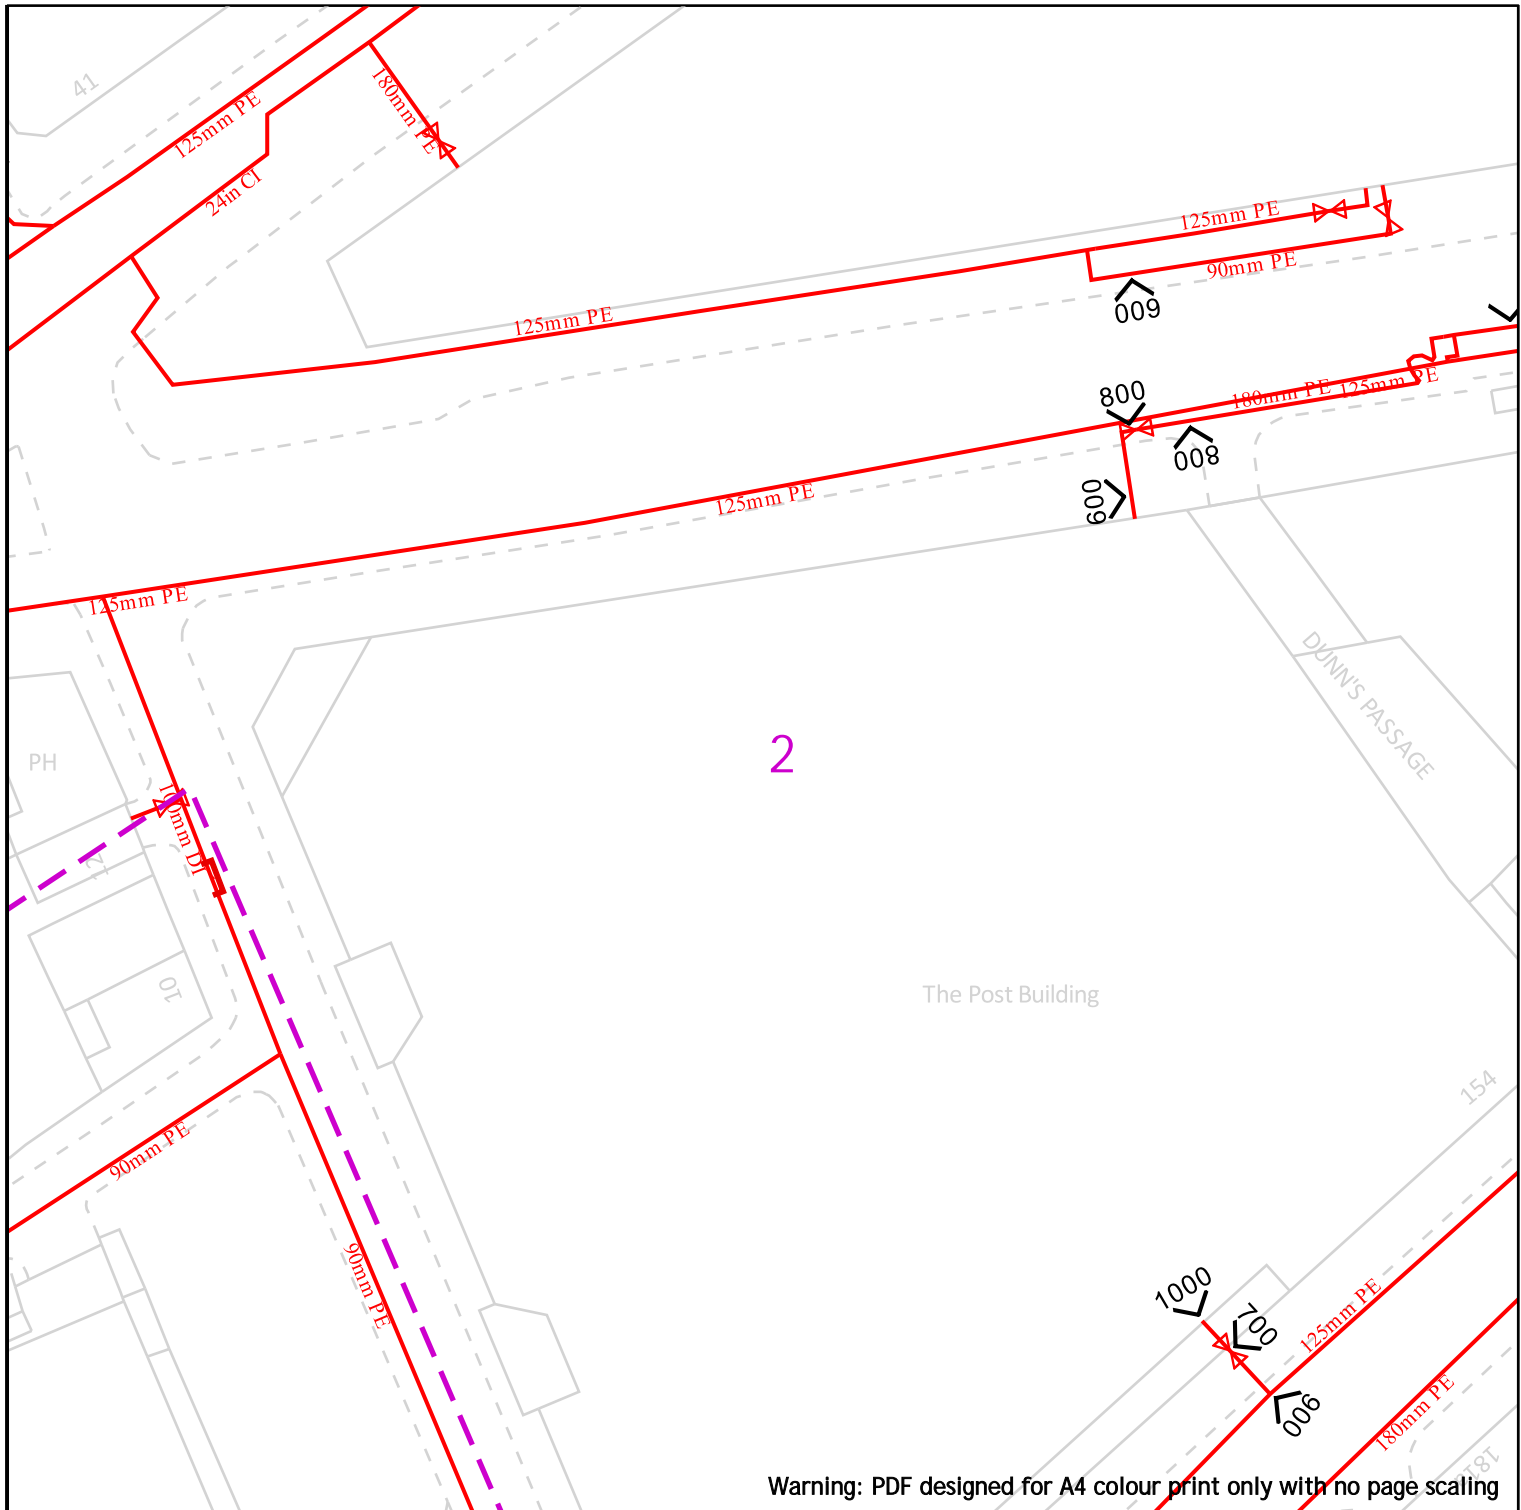 41
125mm PE
180mm PE
24in CI
125mm PE
90mm PE
125mm PE
009
800
180mm PE
125mm PE
008
009
125mm PE
125mm PE
DUNN'S PASSAGE
2
PH
12
10
The Post Building
154
90mm PE
90mm PE
1000
700
125mm PE
900
180mm PE
Warning: PDF designed for A4 colour print only with no page scaling